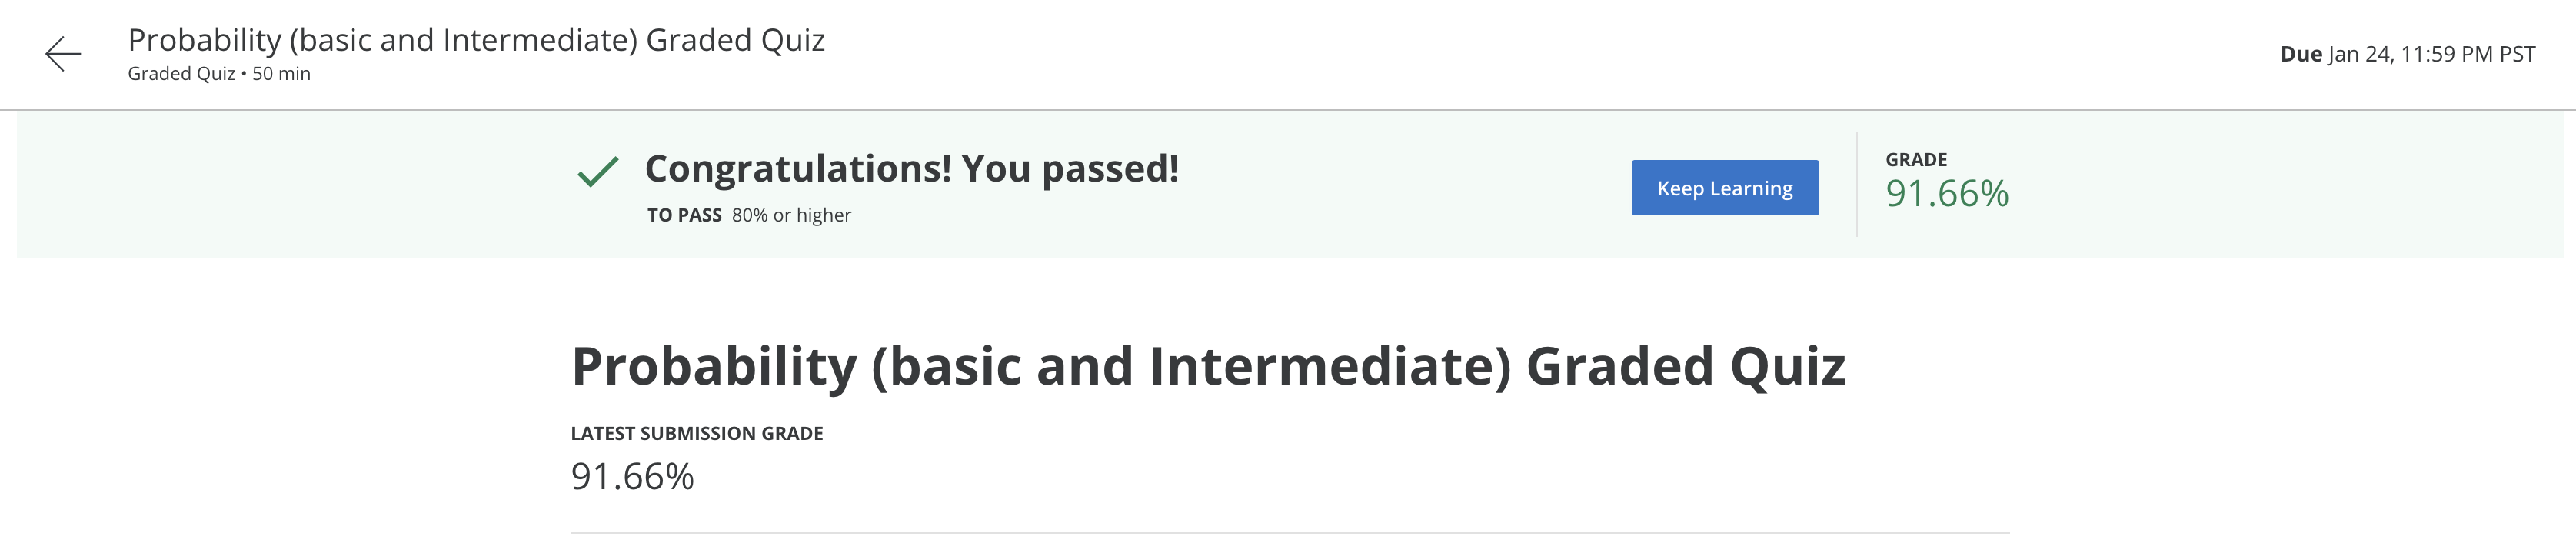 Probability (basic and Intermediate) Graded Quiz
Graded Quiz • 50 min
Due Jan 24, 11:59 PM PST
Congratulations! You passed!
TO PASS 80% or higher
Keep Learning
GRADE
91.66%
Probability (basic and Intermediate) Graded Quiz
LATEST SUBMISSION GRADE
91.66%